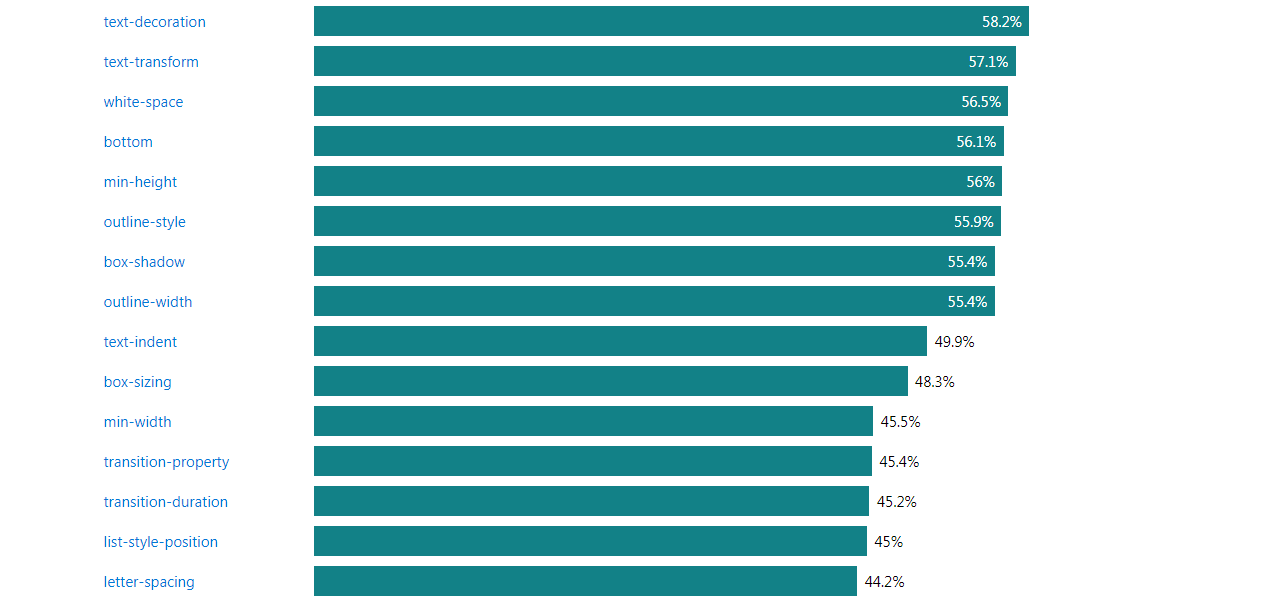 text-decoration 58.2%
text-transform 57.1%
white-space 56.5%
bottom 56.1%
min-height 56%
outline-style 55.9%
box-shadow 55.4%
outline-width 55.4%
text-indent 49.9%
box-sizing 48.3%
min-width 45.5%
transition-property 45.4%
transition-duration 45.2%
list-style-position 45%
letter-spacing 44.2%